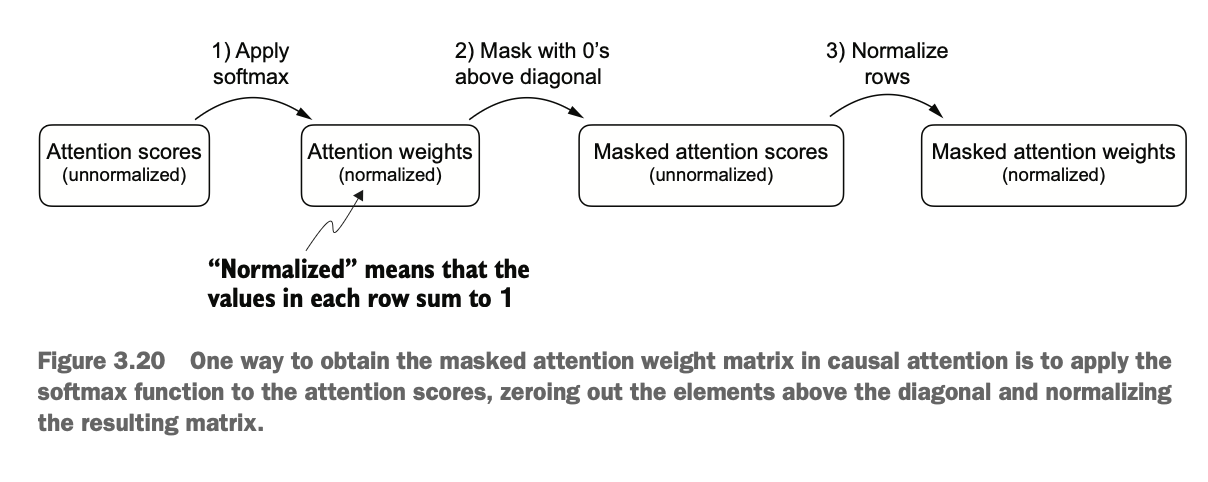 1) Apply
softmax
2) Mask with 0’s
above diagonal
3) Normalize
rows
Attention scores
(unnormalized)
Attention weights
(normalized)
Masked attention scores
(unnormalized)
Masked attention weights
(normalized)
“Normalized” means that the
values in each row sum to 1
Figure 3.20 One way to obtain the masked attention weight matrix in causal attention is to apply the
softmax function to the attention scores, zeroing out the elements above the diagonal and normalizing
the resulting matrix.